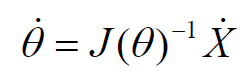 θ̇ = J(θ)⁻¹ Ẋ